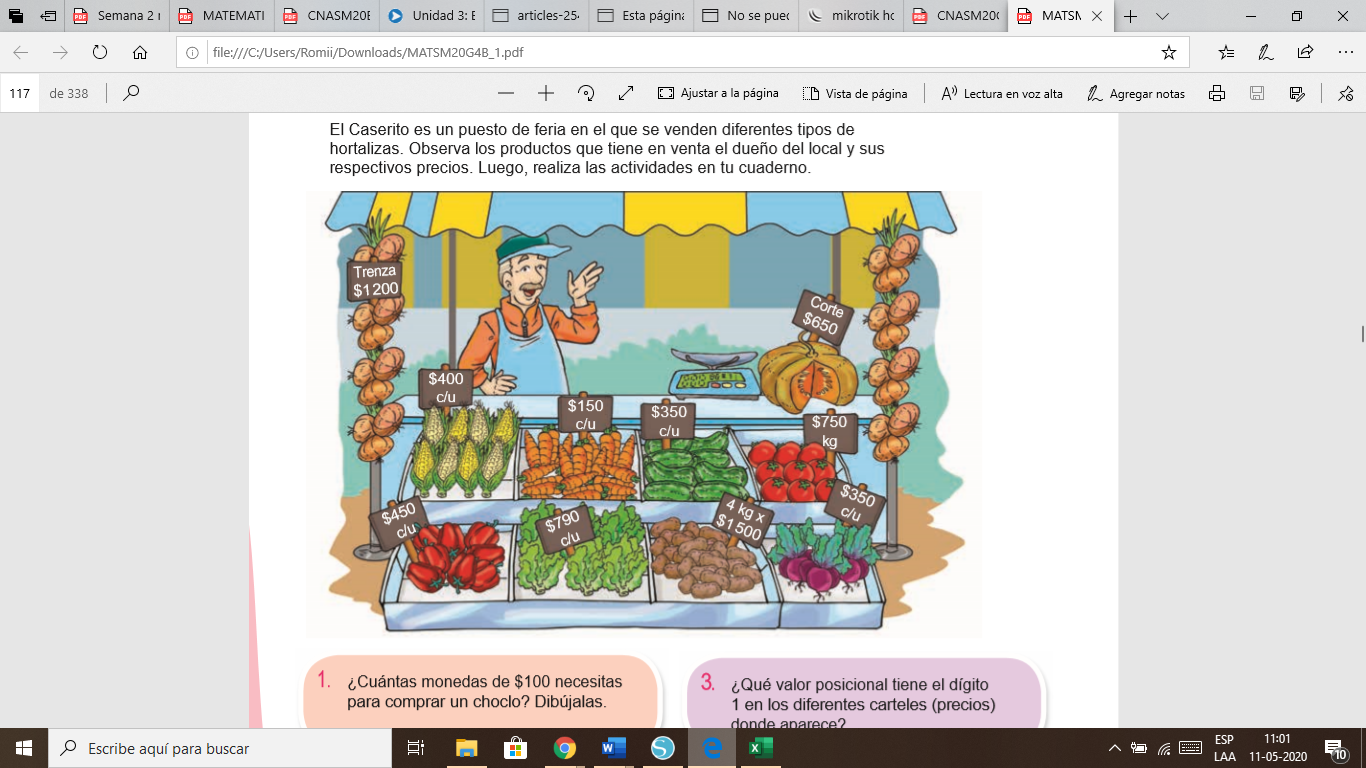 Semana 2 r
MATEMATI
CNASM20E
Unidad 3: E
articles-254
Esta página
No se pued
mikrotik ho
CNASM20G
MATSM
file:///C:/Users/Romii/Downloads/MATSM20G4B_1.pdf
117 de 338
Ajustar a la página
Vista de página
Lectura en voz alta
Agregar notas
El Caserito es un puesto de feria en el que se venden diferentes tipos de
hortalizas. Observa los productos que tiene en venta el dueño del local y sus
respectivos precios. Luego, realiza las actividades en tu cuaderno.
Trenza
$1200
Corte
$650
$400
c/u
$150
c/u
$350
c/u
$750
kg
$450
c/u
$790
c/u
4 kg x
$1500
$350
c/u
1. ¿Cuántas monedas de $100 necesitas
para comprar un choclo? Dibújalas.
3. ¿Qué valor posicional tiene el dígito
1 en los diferentes carteles (precios)
donde aparece?
Escribe aquí para buscar
ESP
LAA
11:01
11-05-2020
10